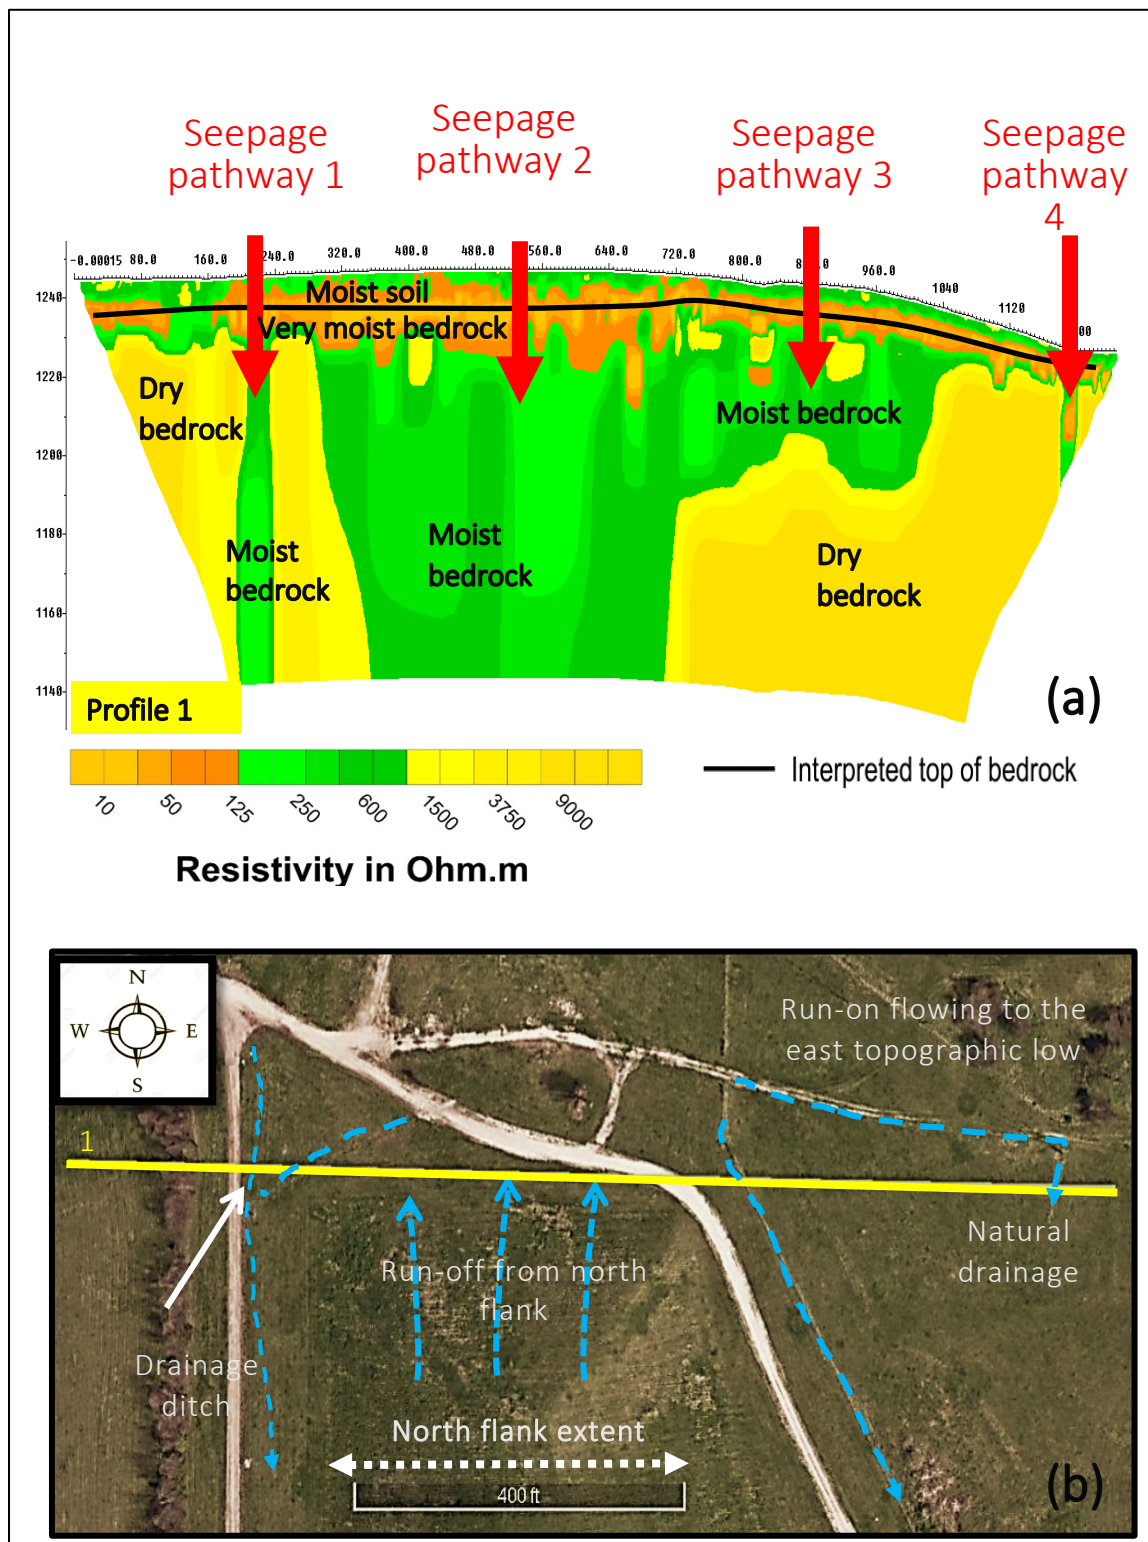 Seepage
pathway 1
Seepage
pathway 2
Seepage
pathway 3
Seepage
pathway
4
-0.00015 80.0 160.0 240.0 320.0 400.0 480.0 560.0 640.0 720.0 800.0 960.0 1040 1120
1240
1220
1200
1180
1160
1140
Moist soil
Very moist bedrock
Dry
bedrock
Moist bedrock
Moist
bedrock
Moist
bedrock
Dry
bedrock
(a)
Profile 1
10 50 125 250 600 1500 3750 9000
Resistivity in Ohm.m
Interpreted top of bedrock
N
W E
S
Run-on flowing to the
east topographic low
1
Natural
drainage
Run-off from north
flank
Drainage
ditch
North flank extent
400 ft
(b)